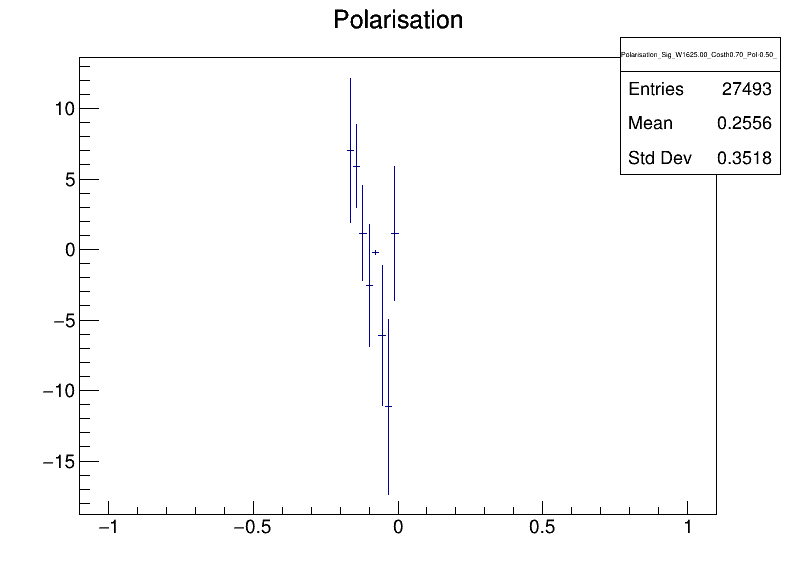 Polarisation
Polarisation_Sig_W1625.00_Costh0.70_Pol-0.50_
Entries 27493
Mean 0.2556
Std Dev 0.3518
10
5
0
−5
−10
−15
−1 −0.5 0 0.5 1